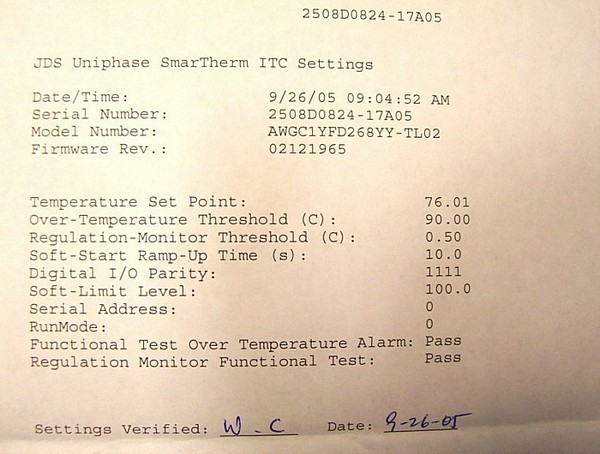 2508D0824-17A05
JDS Uniphase SmarTherm ITC Settings
Date/Time: 9/26/05 09:04:52 AM
Serial Number: 2508D0824-17A05
Model Number: AWGC1YFD268YY-TL02
Firmware Rev.: 02121965
Temperature Set Point: 76.01
Over-Temperature Threshold (C): 90.00
Regulation-Monitor Threshold (C): 0.50
Soft-Start Ramp-Up Time (s): 10.0
Digital I/O Parity: 1111
Soft-Limit Level: 100.0
Serial Address: 0
RunMode: 0
Functional Test Over Temperature Alarm: Pass
Regulation Monitor Functional Test: Pass
Settings Verified: W.C Date: 9-26-05